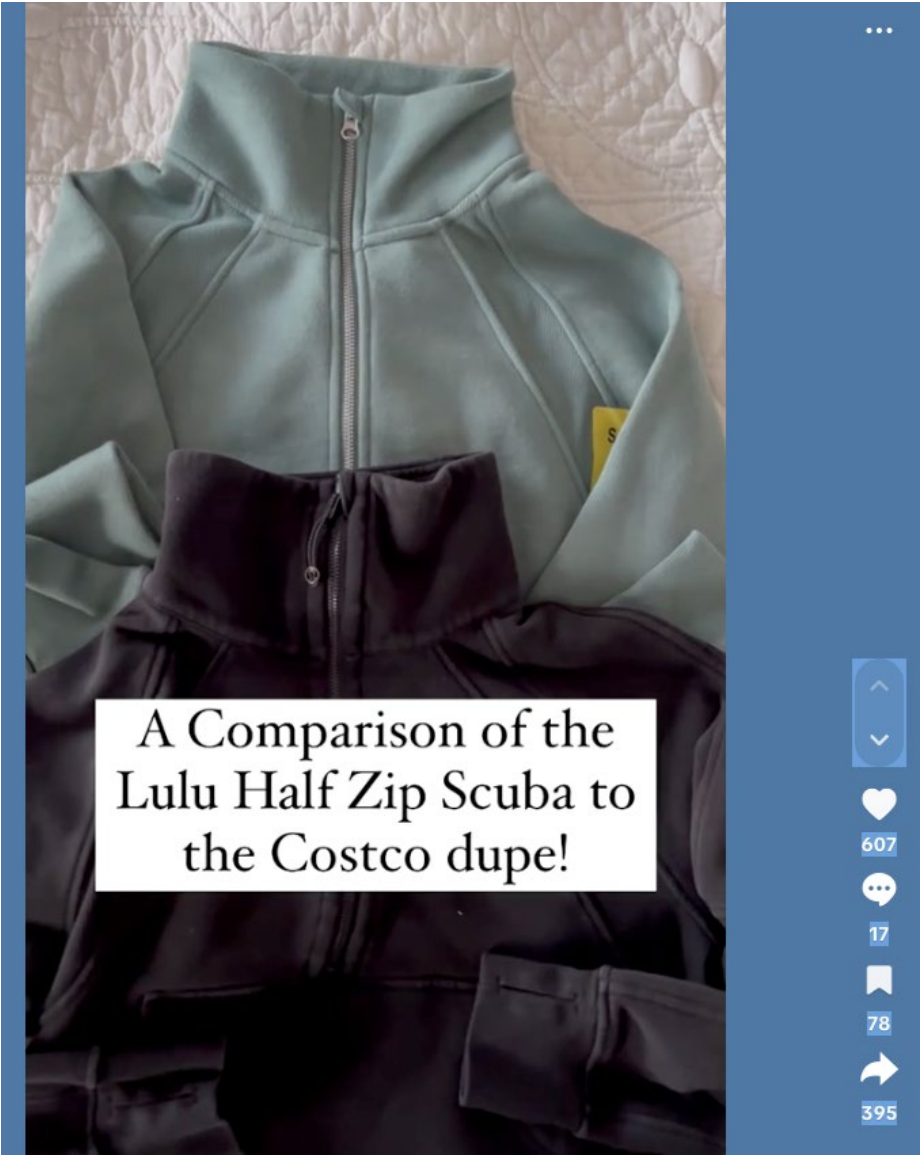 S
A Comparison of the
Lulu Half Zip Scuba to
the Costco dupe!
607
17
78
395